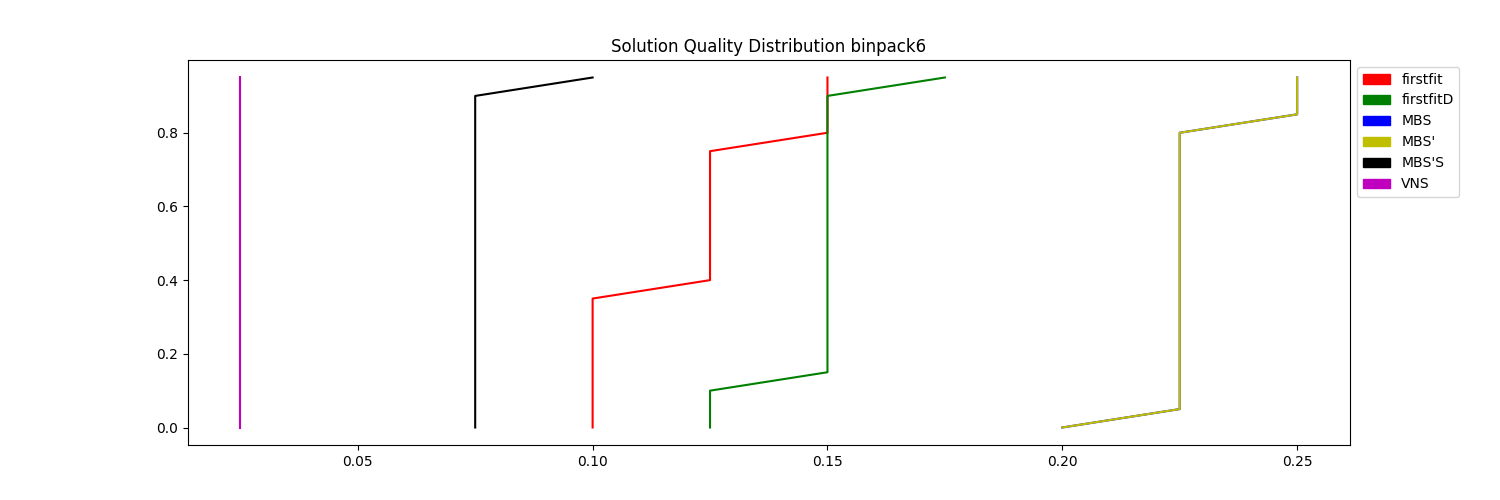 Solution Quality Distribution binpack6
firstfit
firstfitD
MBS
MBS'
MBS'S
VNS
0.8
0.6
0.4
0.2
0.0
0.05 0.10 0.15 0.20 0.25